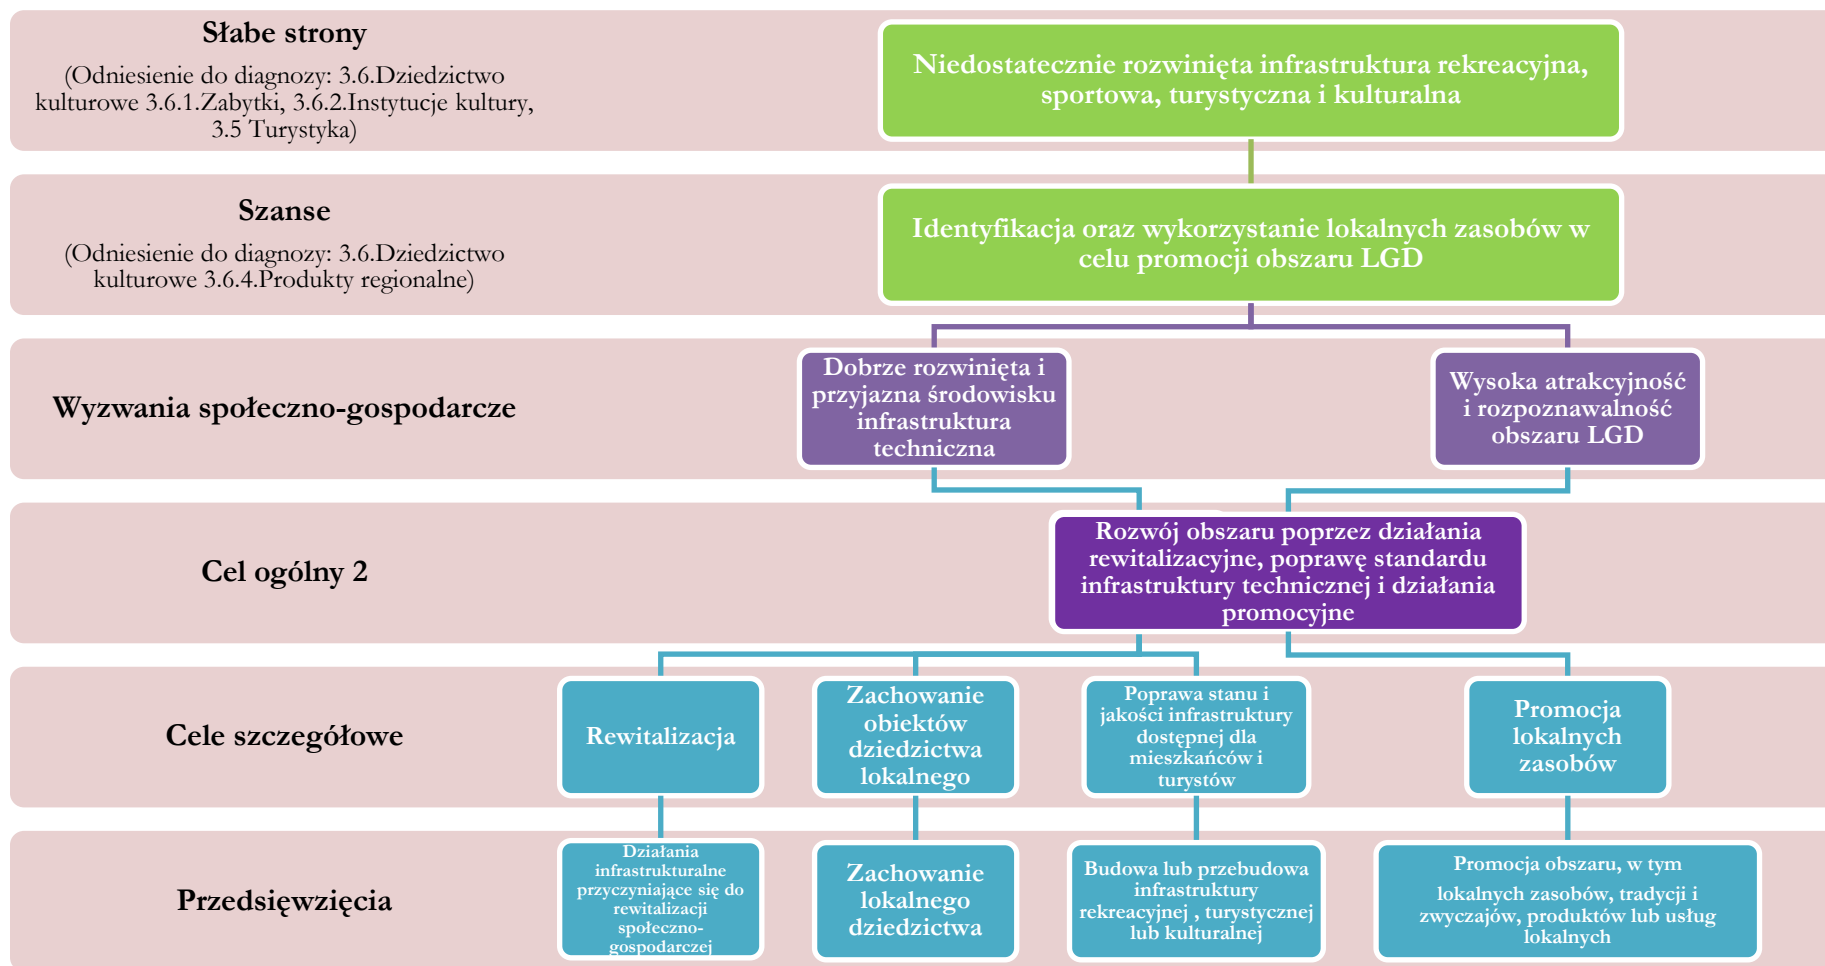 Słabe strony
(Odniesienie do diagnozy: 3.6.Dziedzictwo
kulturowe 3.6.1.Zabytki, 3.6.2.Instytucje kultury,
3.5 Turystyka)
Niedostatecznie rozwinięta infrastruktura rekreacyjna,
sportowa, turystyczna i kulturalna
Szanse
(Odniesienie do diagnozy: 3.6.Dziedzictwo
kulturowe 3.6.4.Produkty regionalne)
Identyfikacja oraz wykorzystanie lokalnych zasobów w
celu promocji obszaru LGD
Wyzwania społeczno-gospodarcze
Dobrze rozwinięta i
przyjazna środowisku
infrastruktura
techniczna
Wysoka atrakcyjność
i rozpoznawalność
obszaru LGD
Cel ogólny 2
Rozwój obszaru poprzez działania
rewitalizacyjne, poprawę standardu
infrastruktury technicznej i działania
promocyjne
Cele szczegółowe
Rewitalizacja
Zachowanie
obiektów
dziedzictwa
lokalnego
Poprawa stanu i
jakości infrastruktury
dostępnej dla
mieszkańców i
turystów
Promocja
lokalnych
zasobów
Przedsięwzięcia
Działania
infrastrukturalne
przyczyniające się do
rewitalizacji
społeczno-
gospodarczej
Zachowanie
lokalnego
dziedzictwa
Budowa lub przebudowa
infrastruktury
rekreacyjnej , turystycznej
lub kulturalnej
Promocja obszaru, w tym
lokalnych zasobów, tradycji i
zwyczajów, produktów lub usług
lokalnych